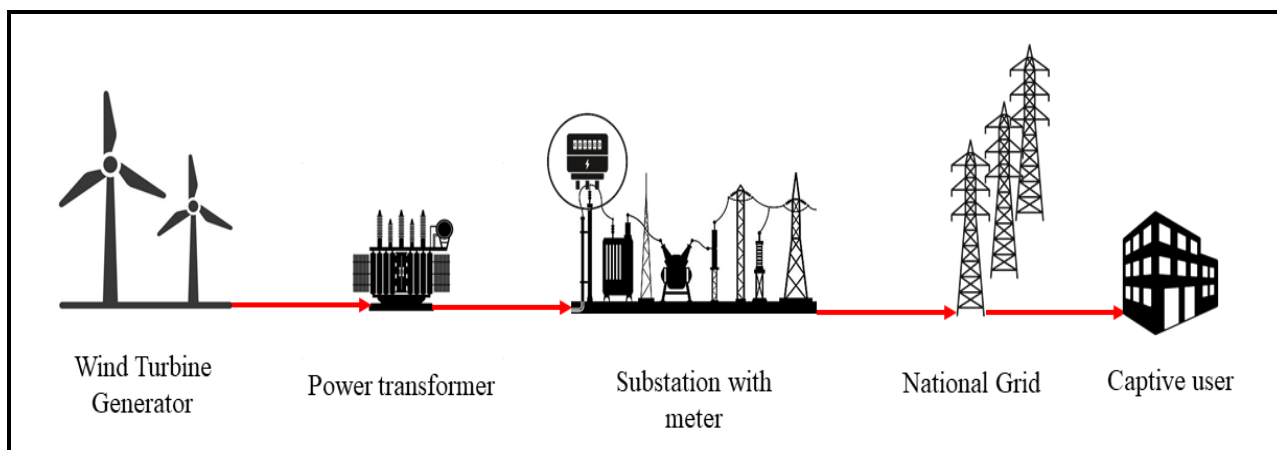 Wind Turbine
Generator
Power transformer
Substation with
meter
National Grid
Captive user